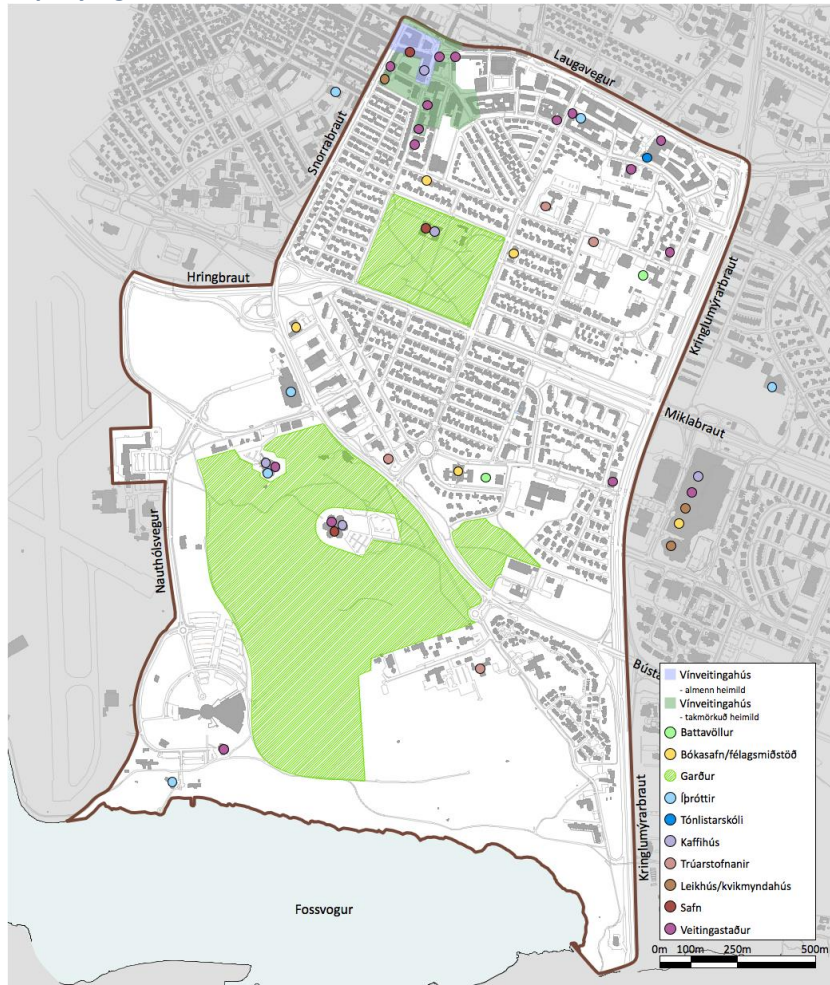 Laugavegur
Snorrabraut
Hringbraut
Kringlumýrarbraut
Miklabraut
Nauthólsvegur
Bústa
Kringlumýrarbraut
Fossvogur
Vínveitingahús
- almenn heimild
Vínveitingahús
- takmörkuð heimild
Battavöllur
Bókasafn/félagsmiðstöð
Garður
Íþróttir
Tónlistarskóli
Kaffihús
Trúarstofnanir
Leikhús/kvikmyndahús
Safn
Veitingastaður
0m 100m 250m 500m